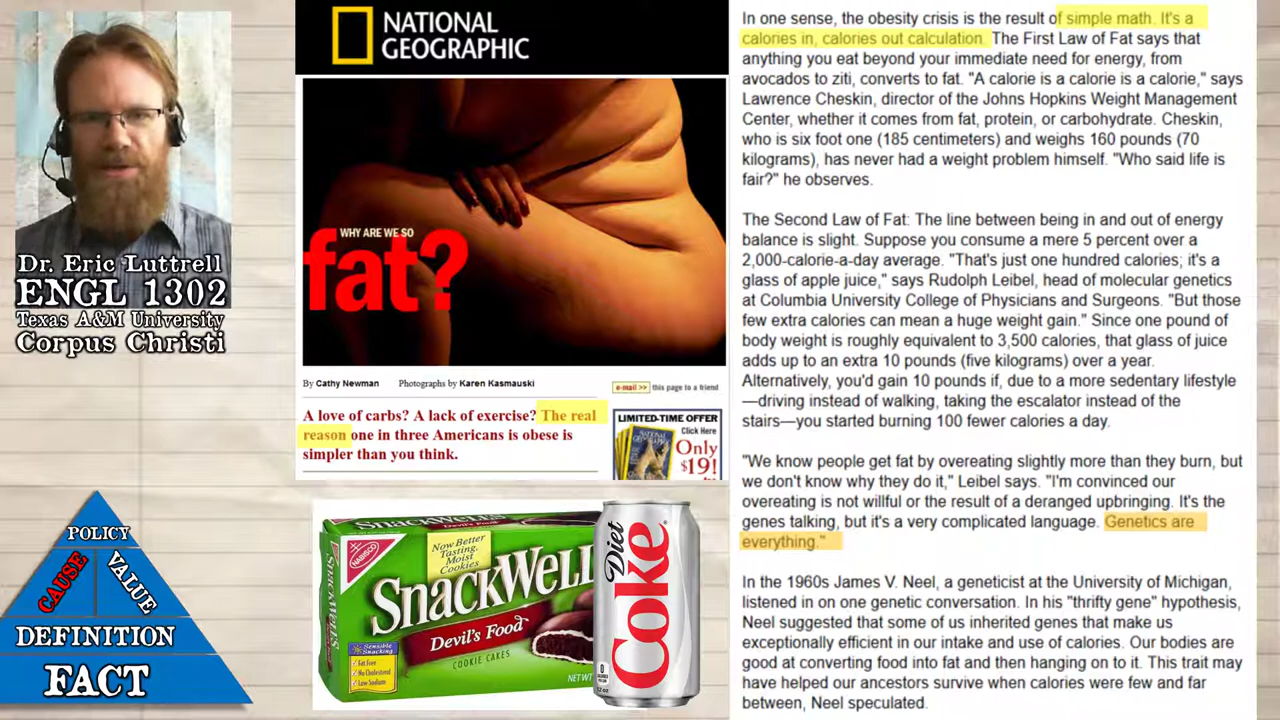 Dr. Eric Luttrell
ENGL 1302
Texas A&M University
Corpus Christi
POLICY
CAUSE
VALUE
DEFINITION
FACT
NATIONAL
GEOGRAPHIC
WHY ARE WE SO
fat?
By Cathy Newman Photographs by Karen Kasmauski
e-mail >> this page to a friend
A love of carbs? A lack of exercise? The real
reason one in three Americans is obese is
simpler than you think.
LIMITED-TIME OFFER
Click Here
Only
$19!
NABISCO
Devil's Food
Now Better
Tasting,
Moist
Cookies
SNACKWELL
SnackWell
Devil's Food
COOKIE CAKES
Sensible
Snacking
Fat Free
No Cholesterol
Low Sodium
NET WT
Diet
Coke
0
CALORIES
In one sense, the obesity crisis is the result of simple math. It's a
calories in, calories out calculation. The First Law of Fat says that
anything you eat beyond your immediate need for energy, from
avocados to ziti, converts to fat. "A calorie is a calorie is a calorie," says
Lawrence Cheskin, director of the Johns Hopkins Weight Management
Center, whether it comes from fat, protein, or carbohydrate. Cheskin,
who is six foot one (185 centimeters) and weighs 160 pounds (70
kilograms), has never had a weight problem himself. "Who said life is
fair?" he observes.
The Second Law of Fat: The line between being in and out of energy
balance is slight. Suppose you consume a mere 5 percent over a
2,000-calorie-a-day average. "That's just one hundred calories; it's a
glass of apple juice," says Rudolph Leibel, head of molecular genetics
at Columbia University College of Physicians and Surgeons. "But those
few extra calories can mean a huge weight gain." Since one pound of
body weight is roughly equivalent to 3,500 calories, that glass of juice
adds up to an extra 10 pounds (five kilograms) over a year.
Alternatively, you'd gain 10 pounds if, due to a more sedentary lifestyle
—driving instead of walking, taking the escalator instead of the
stairs—you started burning 100 fewer calories a day.
"We know people get fat by overeating slightly more than they burn, but
we don't know why they do it," Leibel says. "I'm convinced our
overeating is not willful or the result of a deranged upbringing. It's the
genes talking, but it's a very complicated language. Genetics are
everything."
In the 1960s James V. Neel, a geneticist at the University of Michigan,
listened in on one genetic conversation. In his "thrifty gene" hypothesis,
Neel suggested that some of us inherited genes that make us
exceptionally efficient in our intake and use of calories. Our bodies are
good at converting food into fat and then hanging on to it. This trait may
have helped our ancestors survive when calories were few and far
between, Neel speculated.